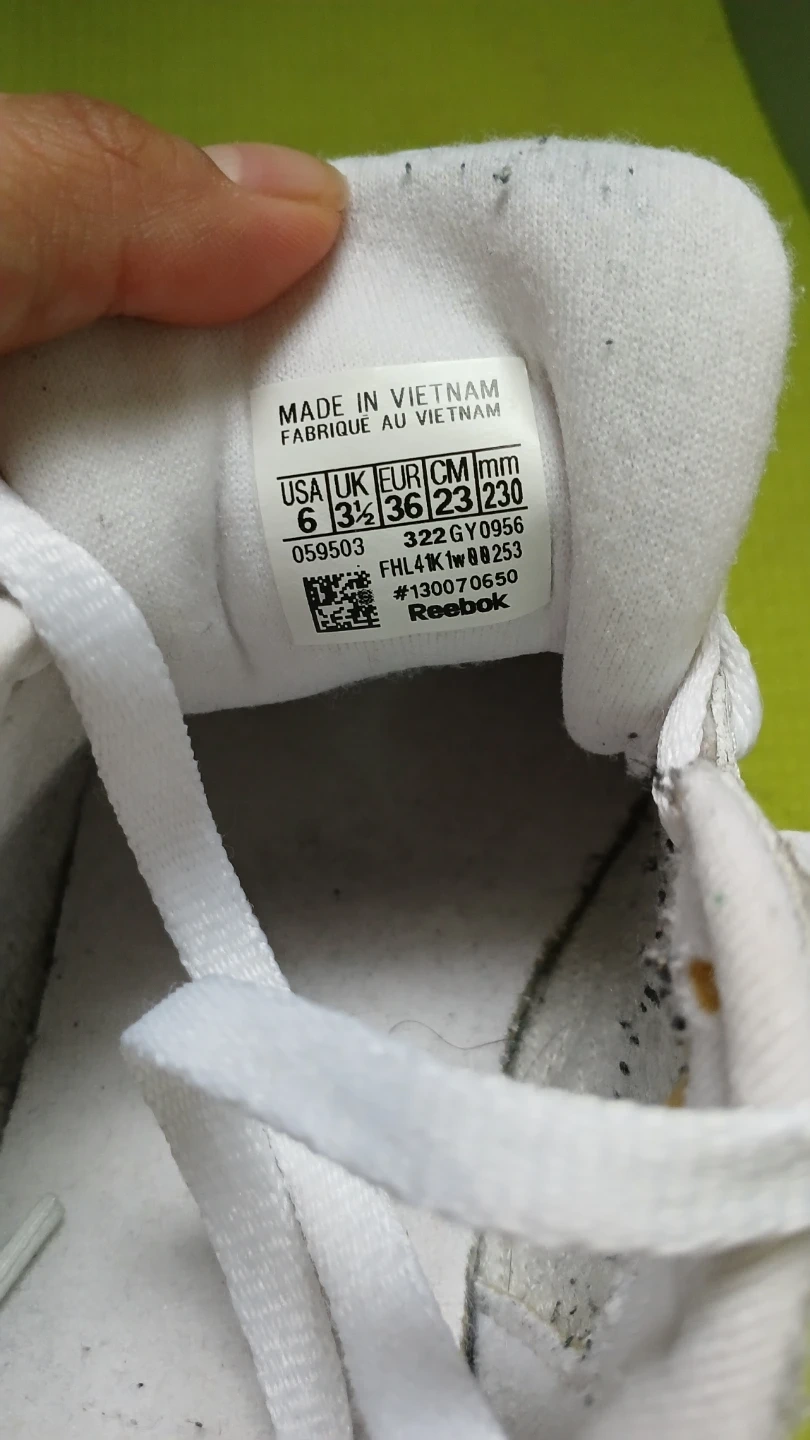 MADE IN VIETNAM
FABRIQUÉ AU VIETNAM
USA UK EUR CM mm
6 3½ 36 23 230
059503 322 GY0956
FHL41K1w00253
#130070650
Reebok